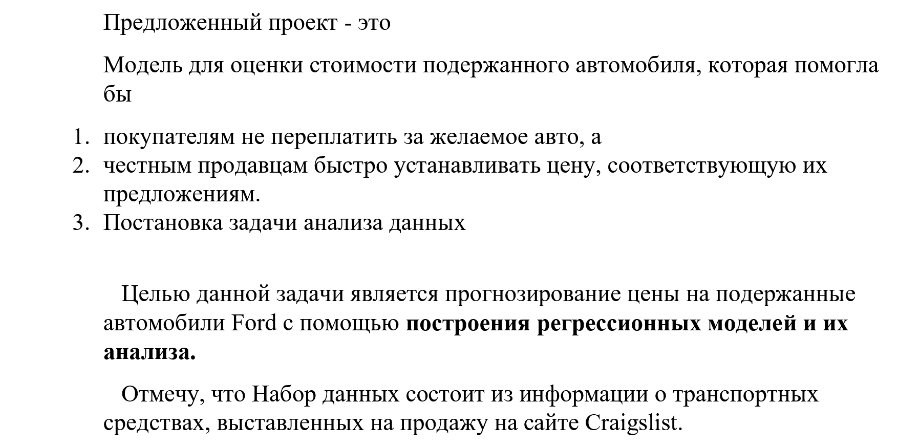 Предложенный проект - это
Модель для оценки стоимости подержанного автомобиля, которая помогла
бы
1. покупателям не переплатить за желаемое авто, а
2. честным продавцам быстро устанавливать цену, соответствующую их
предложениям.
3. Постановка задачи анализа данных
Целью данной задачи является прогнозирование цены на подержанные
автомобили Ford с помощью построения регрессионных моделей и их
анализа.
Отмечу, что Набор данных состоит из информации о транспортных
средствах, выставленных на продажу на сайте Craigslist.